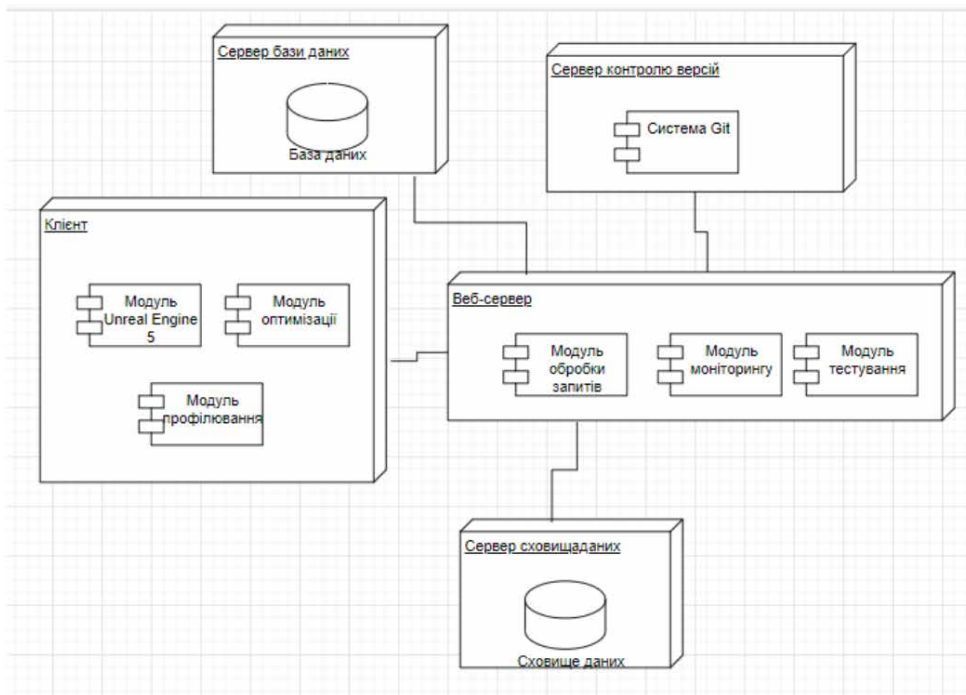 Сервер бази даних
База даних
Сервер контролю версій
Система Git
Клієнт
Модуль
Unreal Engine
5
Модуль
оптимізації
Модуль
профілювання
Веб-сервер
Модуль
обробки
запитів
Модуль
моніторингу
Модуль
тестування
Сервер сховищаданих
Сховище даних